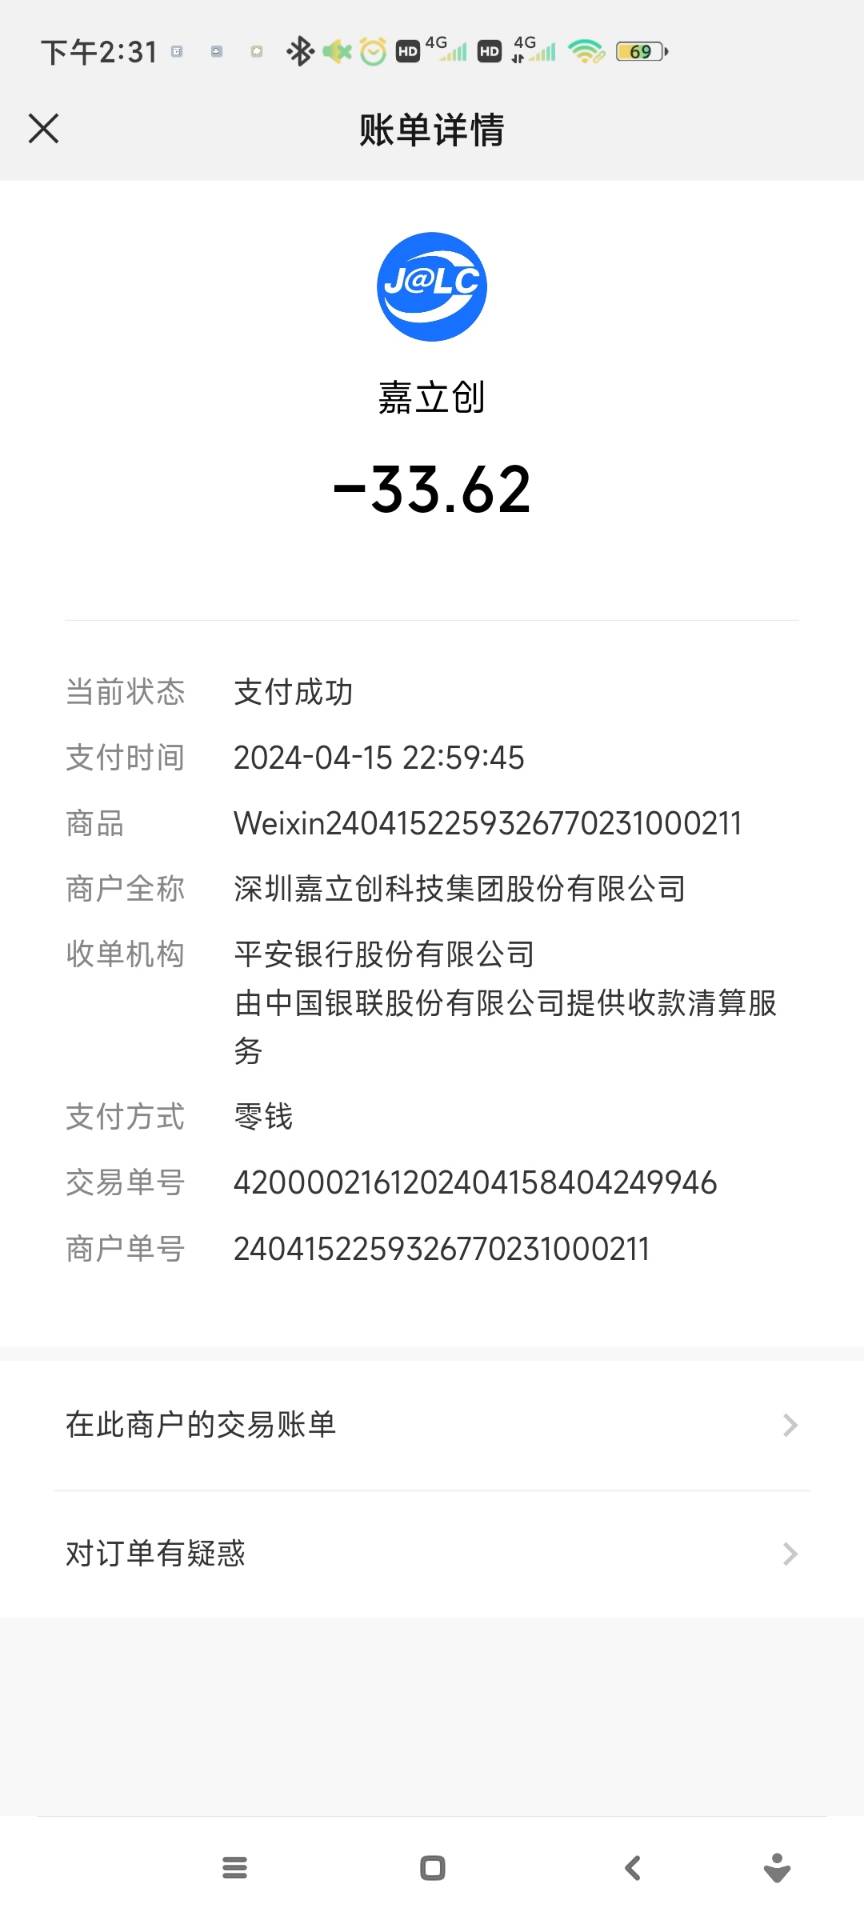 下午2:31 HD 4G HD 4G 69
账单详情
J@LC
嘉立创
-33.62
当前状态 支付成功
支付时间 2024-04-15 22:59:45
商品 Weixin2404152259326770231000211
商户全称 深圳嘉立创科技集团股份有限公司
收单机构 平安银行股份有限公司
由中国银联股份有限公司提供收款清算服
务
支付方式 零钱
交易单号 4200002161202404158404249946
商户单号 2404152259326770231000211
在此商户的交易账单
对订单有疑惑